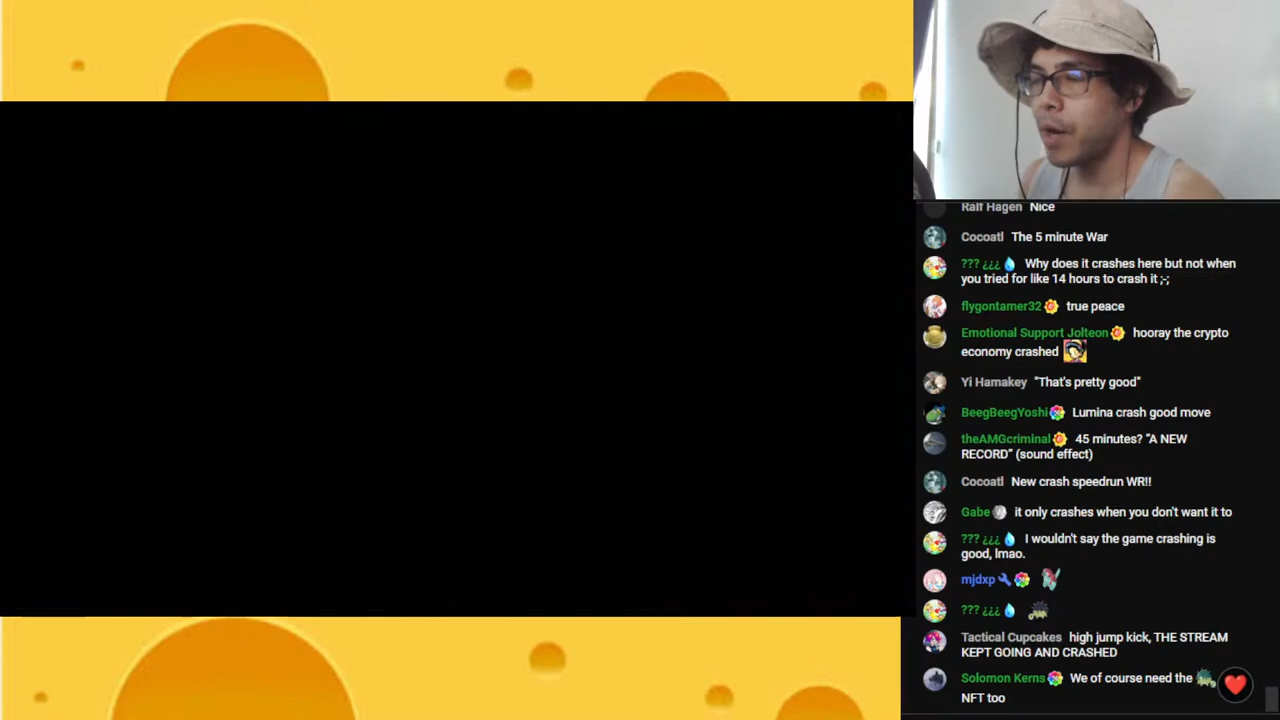 Ralf Hagen Nice
Cocoatl The 5 minute War
??? ¿¿¿ Why does it crashes here but not when
you tried for like 14 hours to crash it ;-;
flygontamer32 true peace
Emotional Support Jolteon hooray the crypto
economy crashed
Yi Hamakey "That's pretty good"
BeegBeegYoshi Lumina crash good move
theAMGcriminal 45 minutes? “A NEW
RECORD” (sound effect)
Cocoatl New crash speedrun WR!!
Gabe it only crashes when you don't want it to
??? ¿¿¿ I wouldn't say the game crashing is
good, lmao.
mjdxp
??? ¿¿¿
Tactical Cupcakes high jump kick, THE STREAM
KEPT GOING AND CRASHED
Solomon Kerns We of course need the
NFT too